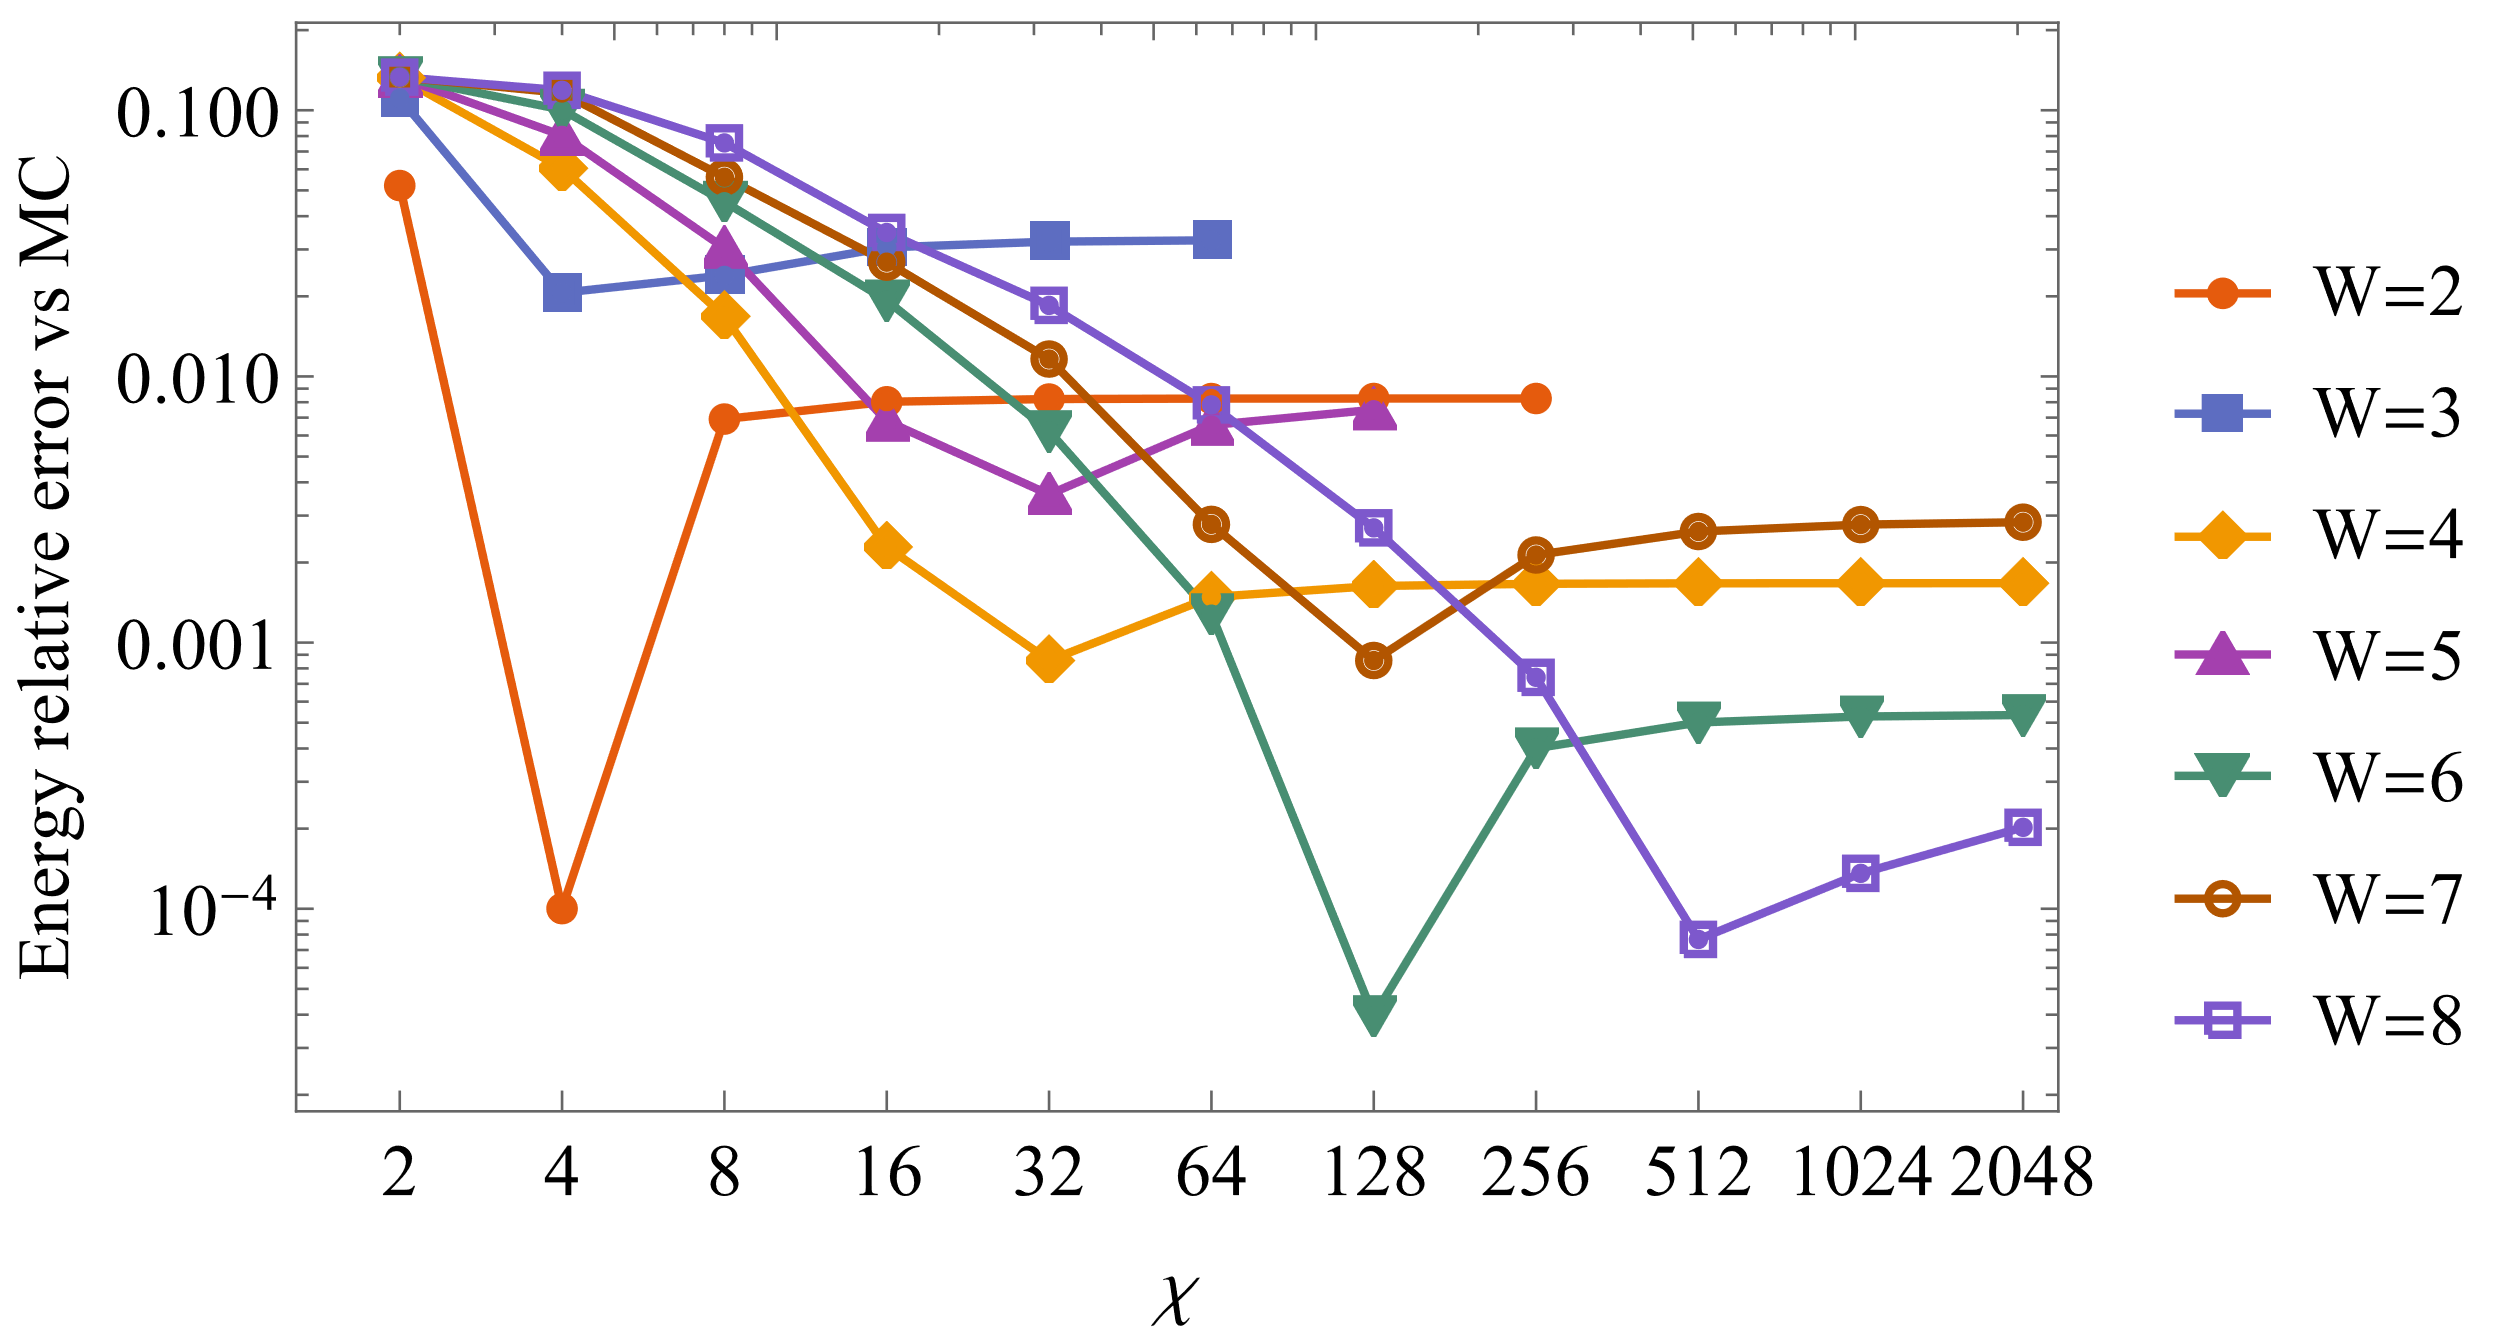 Energy relative error vs MC
0.100
0.010
0.001
10⁻⁴
2 4 8 16 32 64 128 256 512 1024 2048
χ
W=2
W=3
W=4
W=5
W=6
W=7
W=8